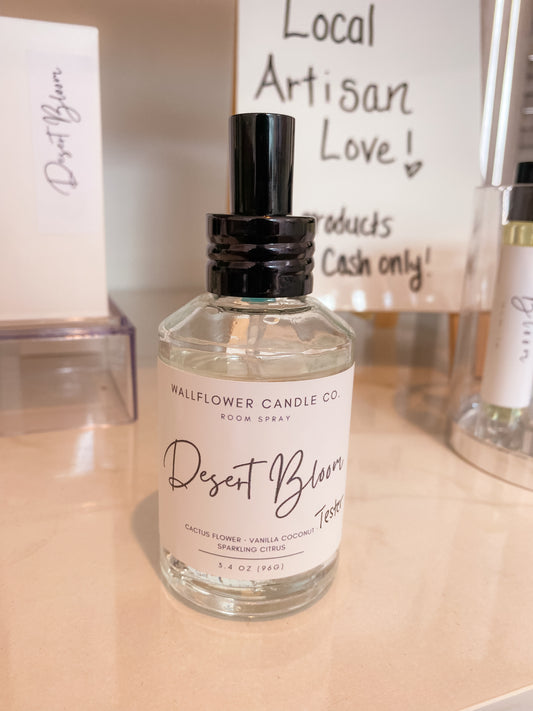 Local
Artisan
Love!
roducts
Cash only!
Desert Bloom
WALLFLOWER CANDLE CO.
ROOM SPRAY
Desert Bloom
Tester
CACTUS FLOWER • VANILLA COCONUT
SPARKLING CITRUS
3.4 OZ (96G)